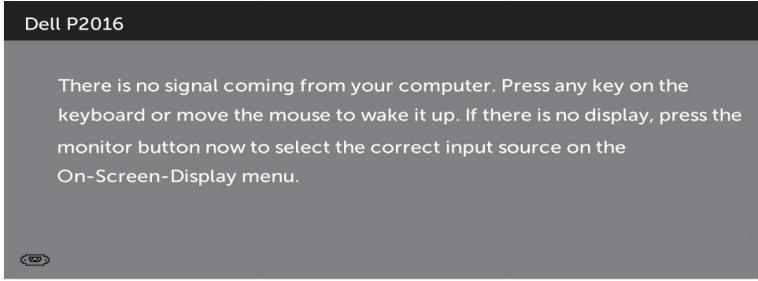 Dell P2016
There is no signal coming from your computer. Press any key on the
keyboard or move the mouse to wake it up. If there is no display, press the
monitor button now to select the correct input source on the
On-Screen-Display menu.